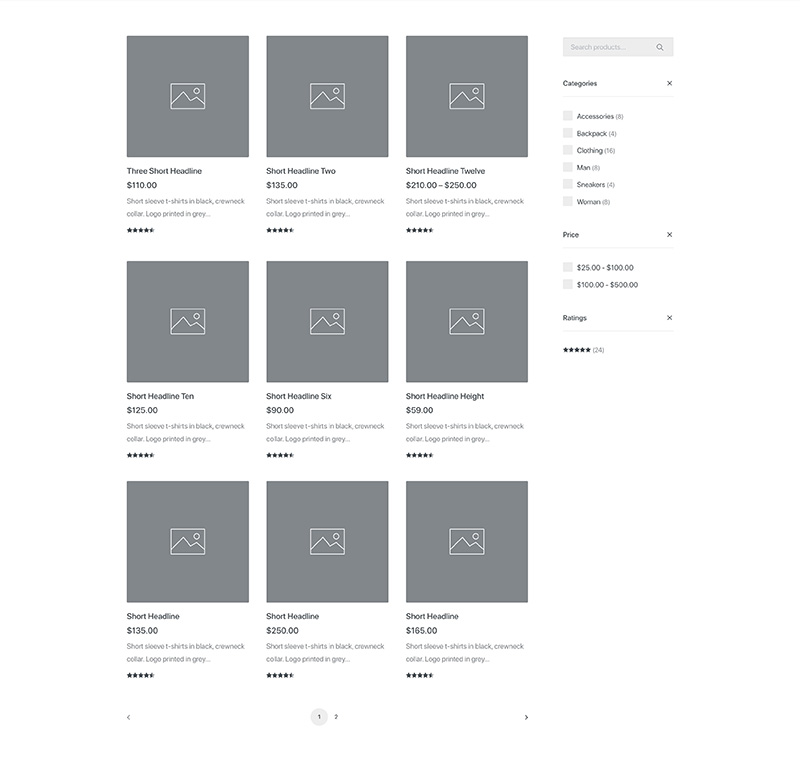 Three Short Headline
$110.00
Short sleeve t-shirts in black, crewneck
collar. Logo printed in grey...
Short Headline Two
$135.00
Short sleeve t-shirts in black, crewneck
collar. Logo printed in grey...
Short Headline Twelve
$210.00 – $250.00
Short sleeve t-shirts in black, crewneck
collar. Logo printed in grey...
Short Headline Ten
$125.00
Short sleeve t-shirts in black, crewneck
collar. Logo printed in grey...
Short Headline Six
$90.00
Short sleeve t-shirts in black, crewneck
collar. Logo printed in grey...
Short Headline Height
$59.00
Short sleeve t-shirts in black, crewneck
collar. Logo printed in grey...
Short Headline
$135.00
Short sleeve t-shirts in black, crewneck
collar. Logo printed in grey...
Short Headline
$250.00
Short sleeve t-shirts in black, crewneck
collar. Logo printed in grey...
Short Headline
$165.00
Short sleeve t-shirts in black, crewneck
collar. Logo printed in grey...
1 2
Search products...
Categories
Accessories (8)
Backpack (4)
Clothing (16)
Man (8)
Sneakers (4)
Woman (8)
Price
$25.00 - $100.00
$100.00 - $500.00
Ratings
(24)